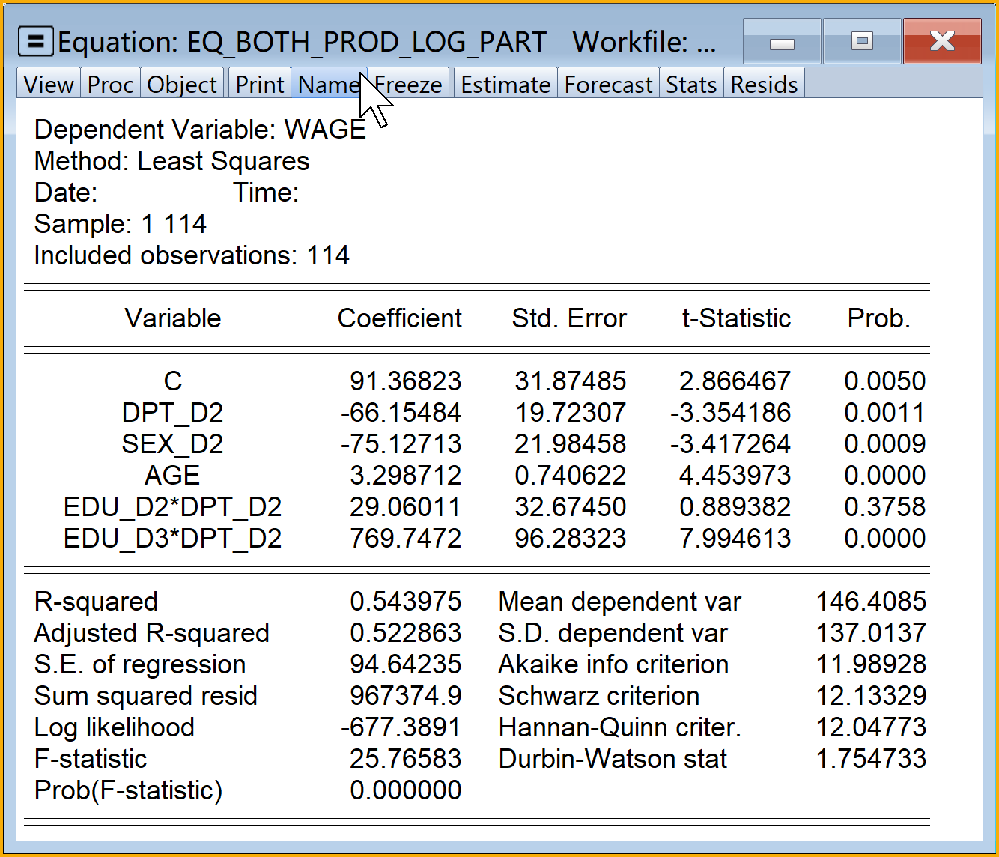 Equation: EQ_BOTH_PROD_LOG_PART Workfile: ...
View Proc Object Print Name Freeze Estimate Forecast Stats Resids
Dependent Variable: WAGE
Method: Least Squares
Date: Time:
Sample: 1 114
Included observations: 114
Variable Coefficient Std. Error t-Statistic Prob.
C 91.36823 31.87485 2.866467 0.0050
DPT_D2 -66.15484 19.72307 -3.354186 0.0011
SEX_D2 -75.12713 21.98458 -3.417264 0.0009
AGE 3.298712 0.740622 4.453973 0.0000
EDU_D2*DPT_D2 29.06011 32.67450 0.889382 0.3758
EDU_D3*DPT_D2 769.7472 96.28323 7.994613 0.0000
R-squared 0.543975 Mean dependent var 146.4085
Adjusted R-squared 0.522863 S.D. dependent var 137.0137
S.E. of regression 94.64235 Akaike info criterion 11.98928
Sum squared resid 967374.9 Schwarz criterion 12.13329
Log likelihood -677.3891 Hannan-Quinn criter. 12.04773
F-statistic 25.76583 Durbin-Watson stat 1.754733
Prob(F-statistic) 0.000000